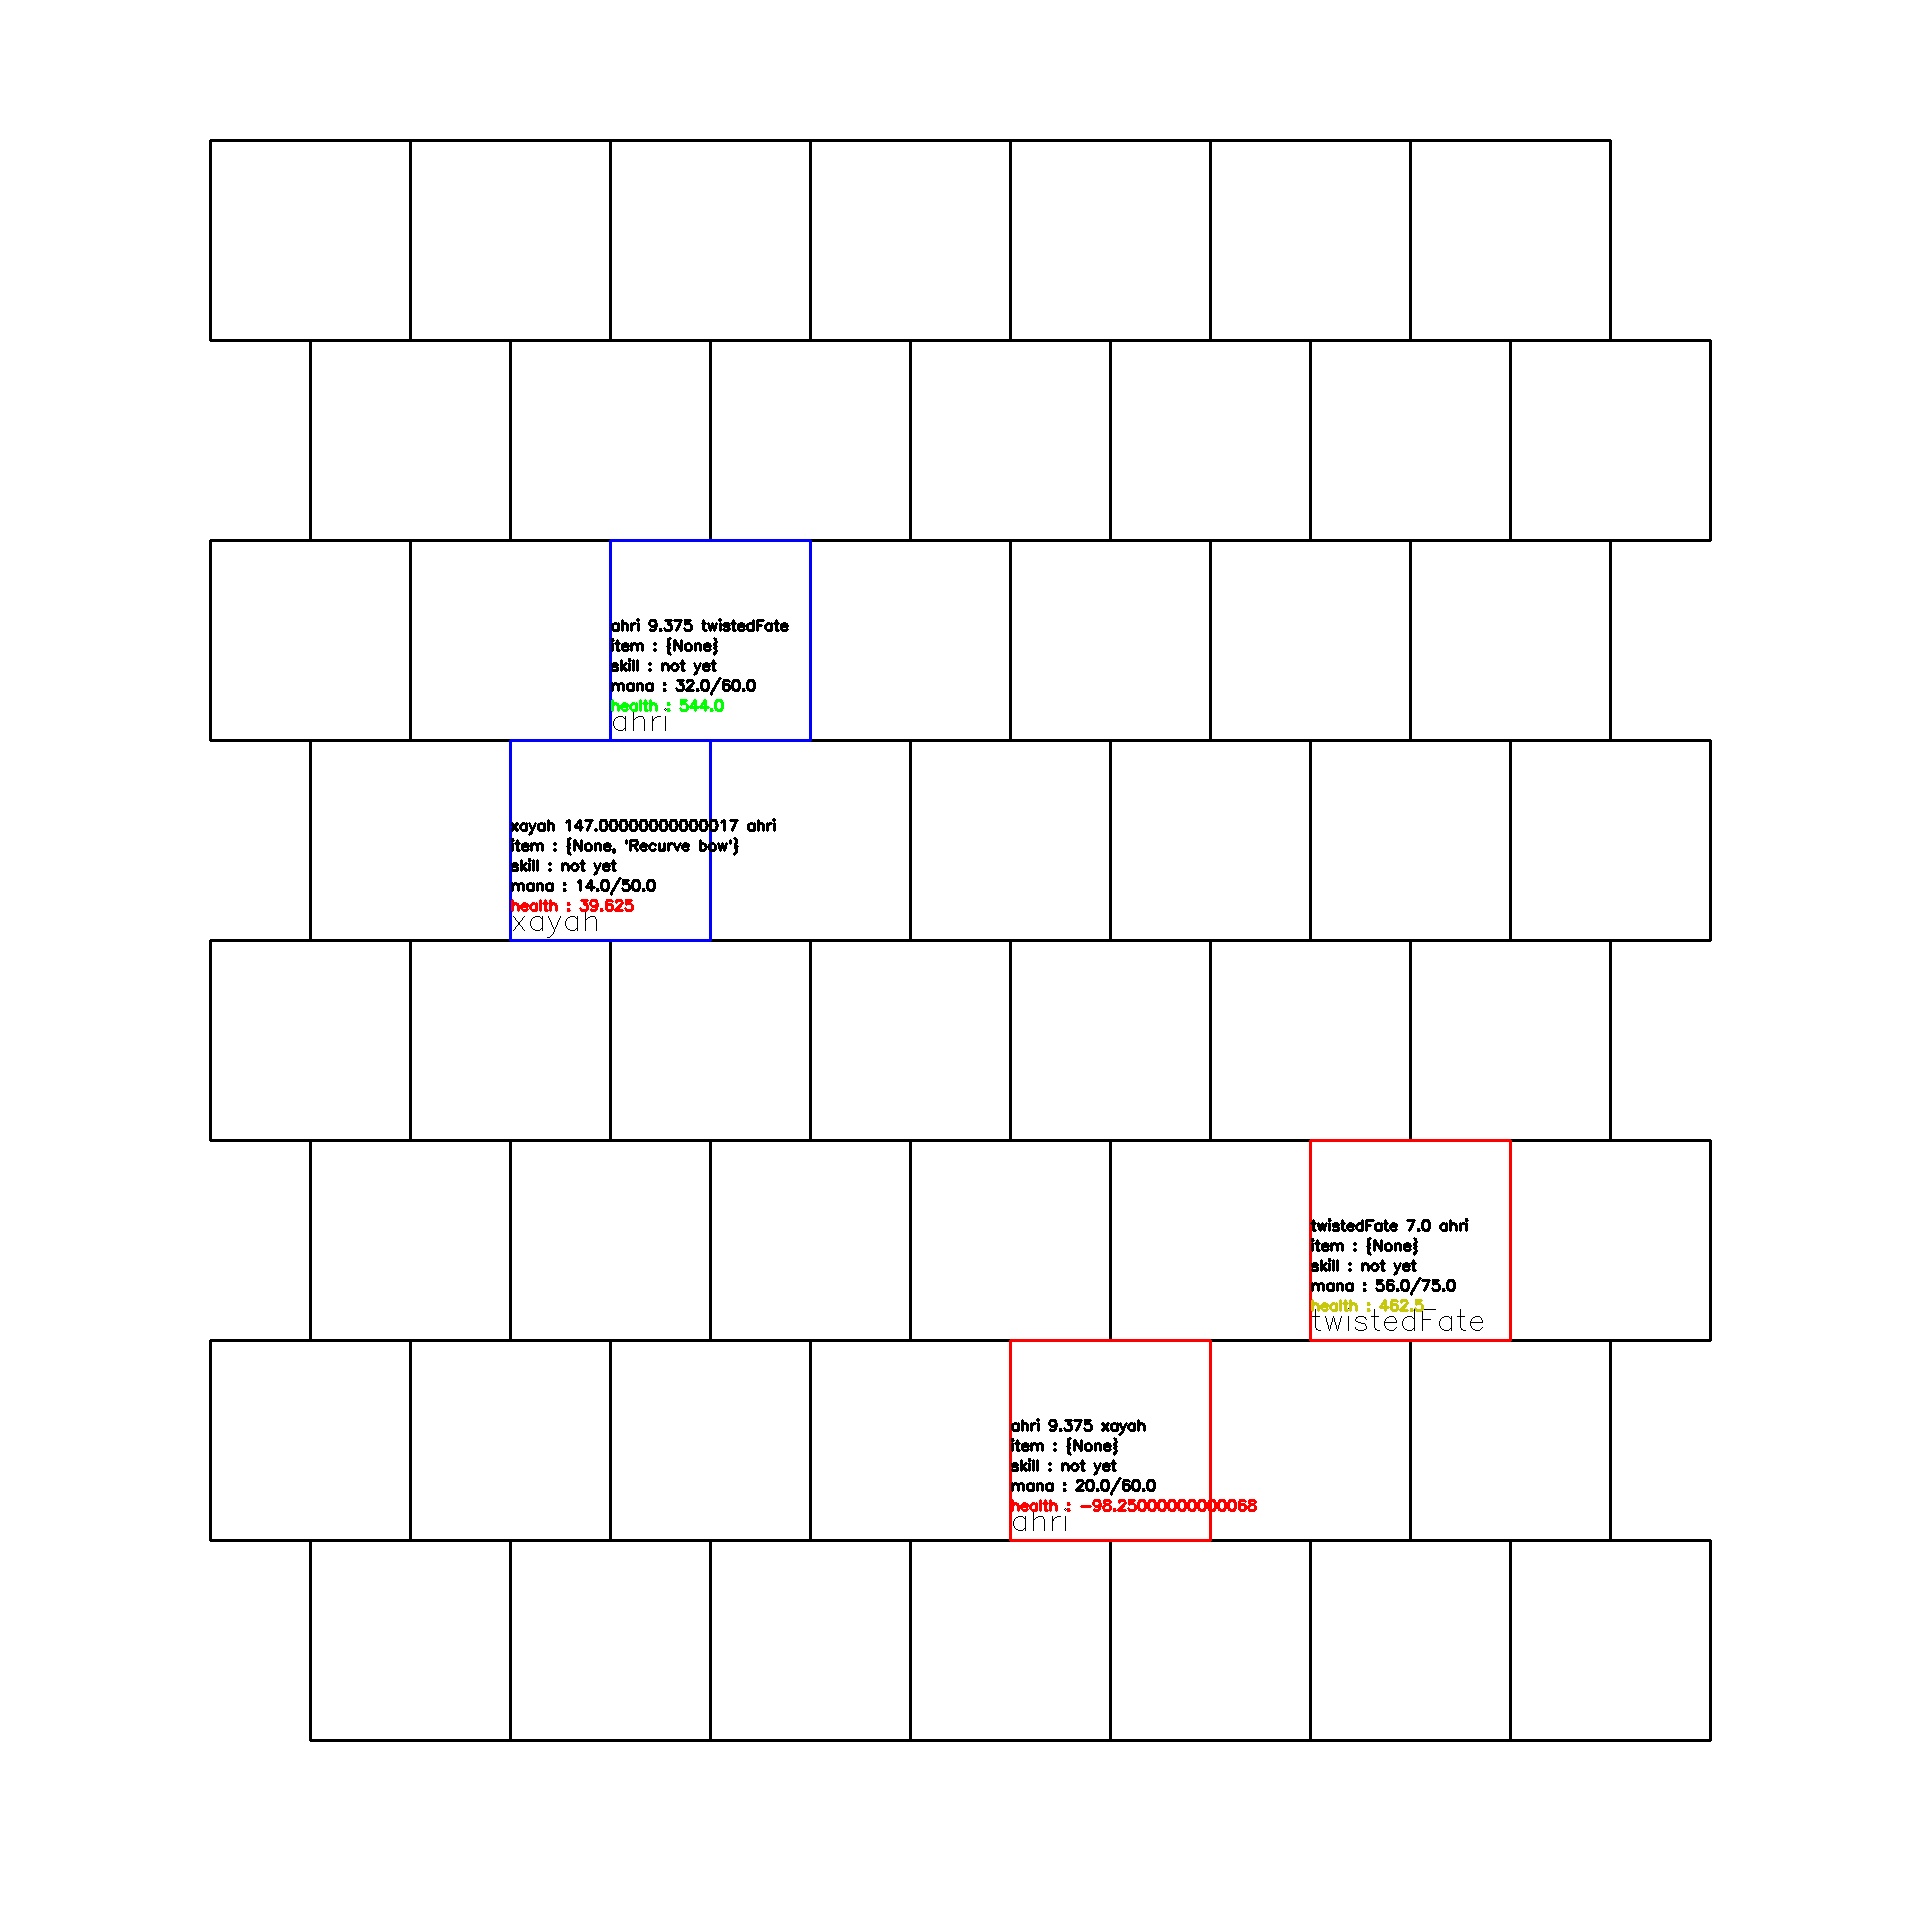 ahri 9.375 twistedFate
item : {None}
skill : not yet
mana : 32.0/60.0
health : 544.0
ahri
xayah 147.00000000000017 ahri
item : {None, 'Recurve bow'}
skill : not yet
mana : 14.0/50.0
health : 39.625
xayah
twistedFate 7.0 ahri
item : {None}
skill : not yet
mana : 56.0/75.0
health : 462.5
twistedFate
ahri 9.375 xayah
item : {None}
skill : not yet
mana : 20.0/60.0
health : -98.25000000000068
ahri